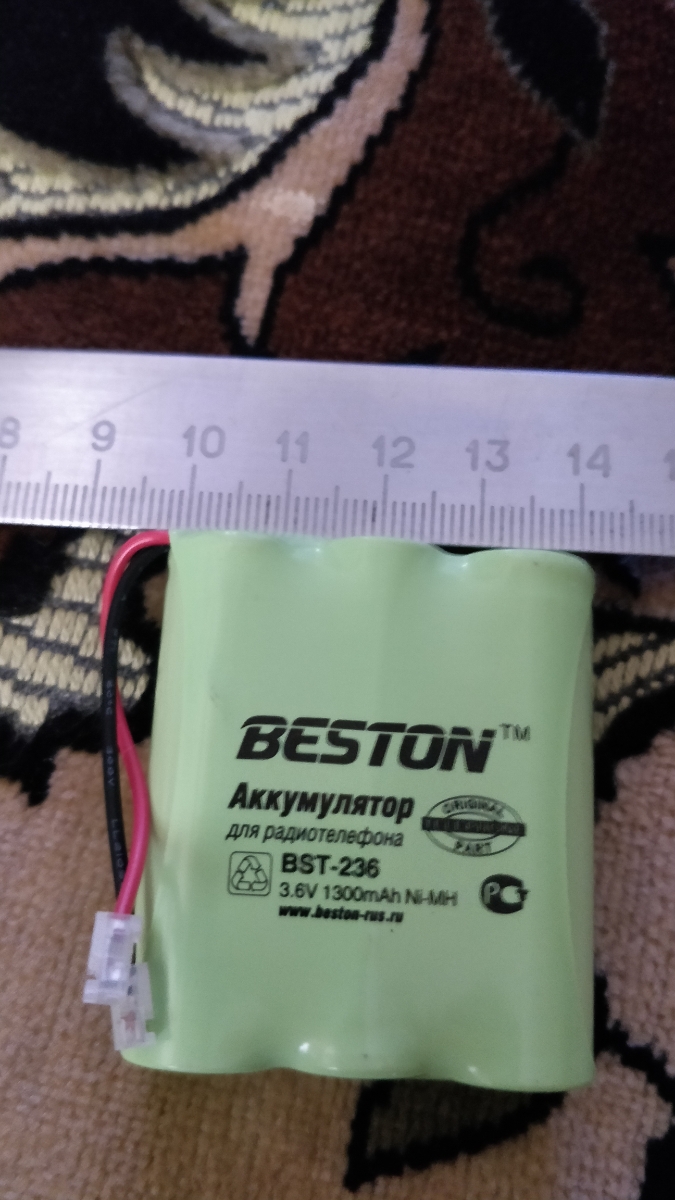 8 9 10 11 12 13 14
BESTON™
Аккумулятор
для радиотелефона
ORIGINAL
PART
BST-236
3.6V 1300mAh Ni-MH
www.beston-rus.ru
РСТ